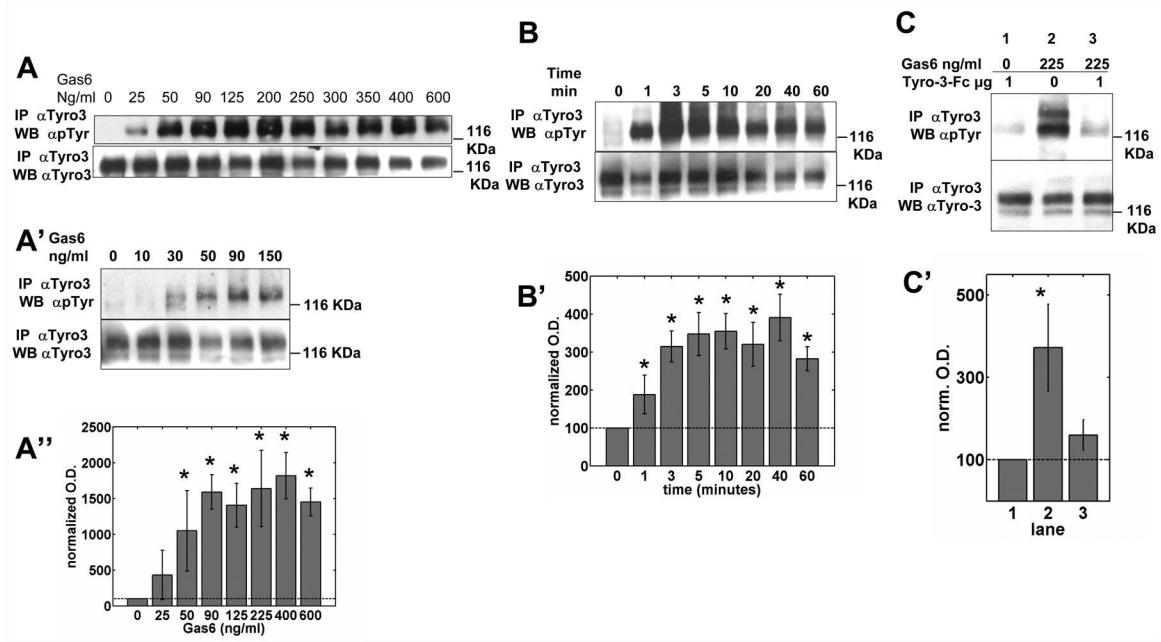 A
Gas6
Ng/ml 0 25 50 90 125 200 250 300 350 400 600
IP αTyro3
WB αpTyr
116
KDa
IP αTyro3
WB αTyro3
116
KDa
A’ Gas6
ng/ml 0 10 30 50 90 150
IP αTyro3
WB αpTyr
116 KDa
IP αTyro3
WB αTyro3
116 KDa
A’’
normalized O.D.
2500
2000
1500
1000
500
0
* * * * * *
0 25 50 90 125 225 400 600
Gas6 (ng/ml)
B
Time
min 0 1 3 5 10 20 40 60
IP αTyro3
WB αpTyr
116
KDa
IP αTyro3
WB αTyro3
116
KDa
B’
normalized O.D.
500
400
300
200
100
0
* * * * * * *
0 1 3 5 10 20 40 60
time (minutes)
C
1 2 3
Gas6 ng/ml 0 225 225
Tyro-3-Fc µg 1 0 1
IP αTyro3
WB αpTyr
116 KDa
IP αTyro3
WB αTyro-3
116
KDa
C’
norm. O.D.
500
300
100
*
1 2 3
lane